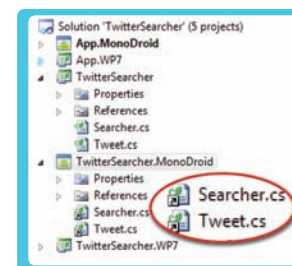 Solution 'TwitterSearcher' (5 projects)
App.MonoDroid
App.WP7
TwitterSearcher
Properties
References
Searcher.cs
Tweet.cs
TwitterSearcher.MonoDroid
Properties
References
Searcher.cs
Tweet.cs
TwitterSearcher.WP7
Searcher.cs
Tweet.cs